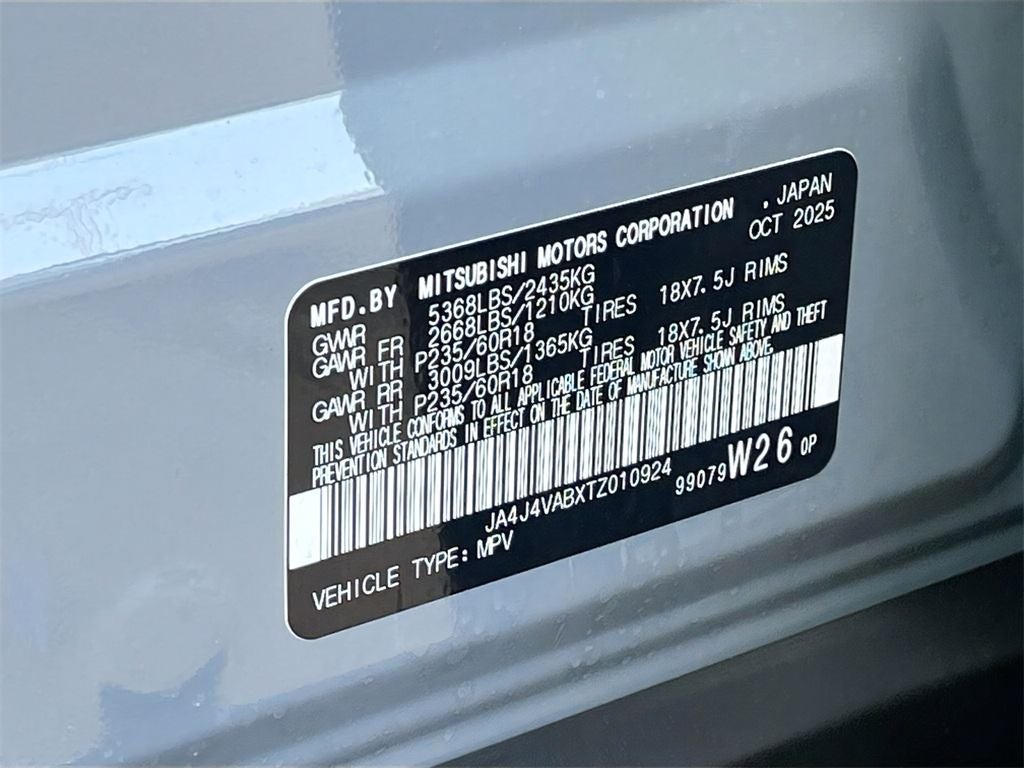 MFD.BY MITSUBISHI MOTORS CORPORATION . JAPAN
OCT 2025
GVWR 5368LBS/2435KG
GAWR FR 2668LBS/1210KG
WITH P235/60R18 TIRES 18X7.5J RIMS
GAWR RR 3009LBS/1365KG
WITH P235/60R18 TIRES 18X7.5J RIMS
THIS VEHICLE CONFORMS TO ALL APPLICABLE FEDERAL MOTOR VEHICLE SAFETY AND THEFT
PREVENTION STANDARDS IN EFFECT ON THE DATE OF MANUFACTURE SHOWN ABOVE.
JA4J4VABXTZ010924 99079 W26 0P
VEHICLE TYPE: MPV